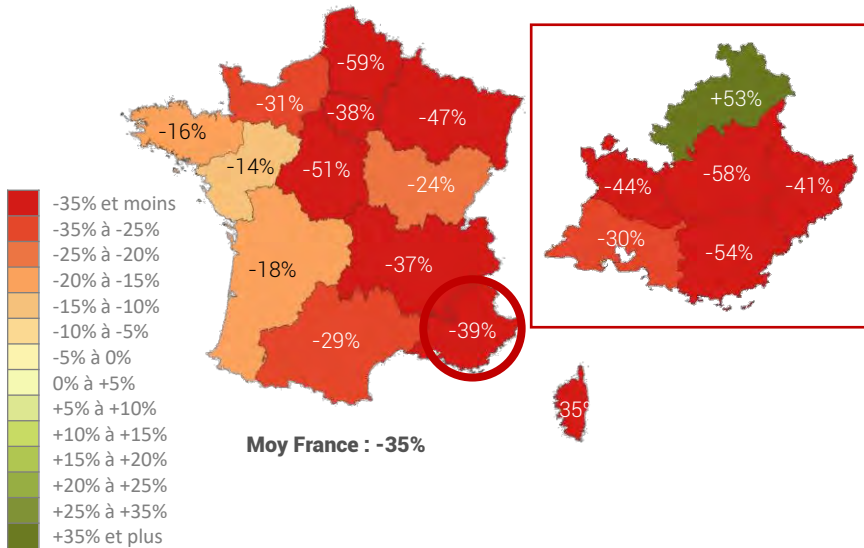 -59%
-31%
-38%
-47%
-16%
-14%
-51%
-24%
-18%
-37%
-29%
-39%
35%
Moy France : -35%
+53%
-44%
-58%
-41%
-30%
-54%
-35% et moins
-35% à -25%
-25% à -20%
-20% à -15%
-15% à -10%
-10% à -5%
-5% à 0%
0% à +5%
+5% à +10%
+10% à +15%
+15% à +20%
+20% à +25%
+25% à +35%
+35% et plus